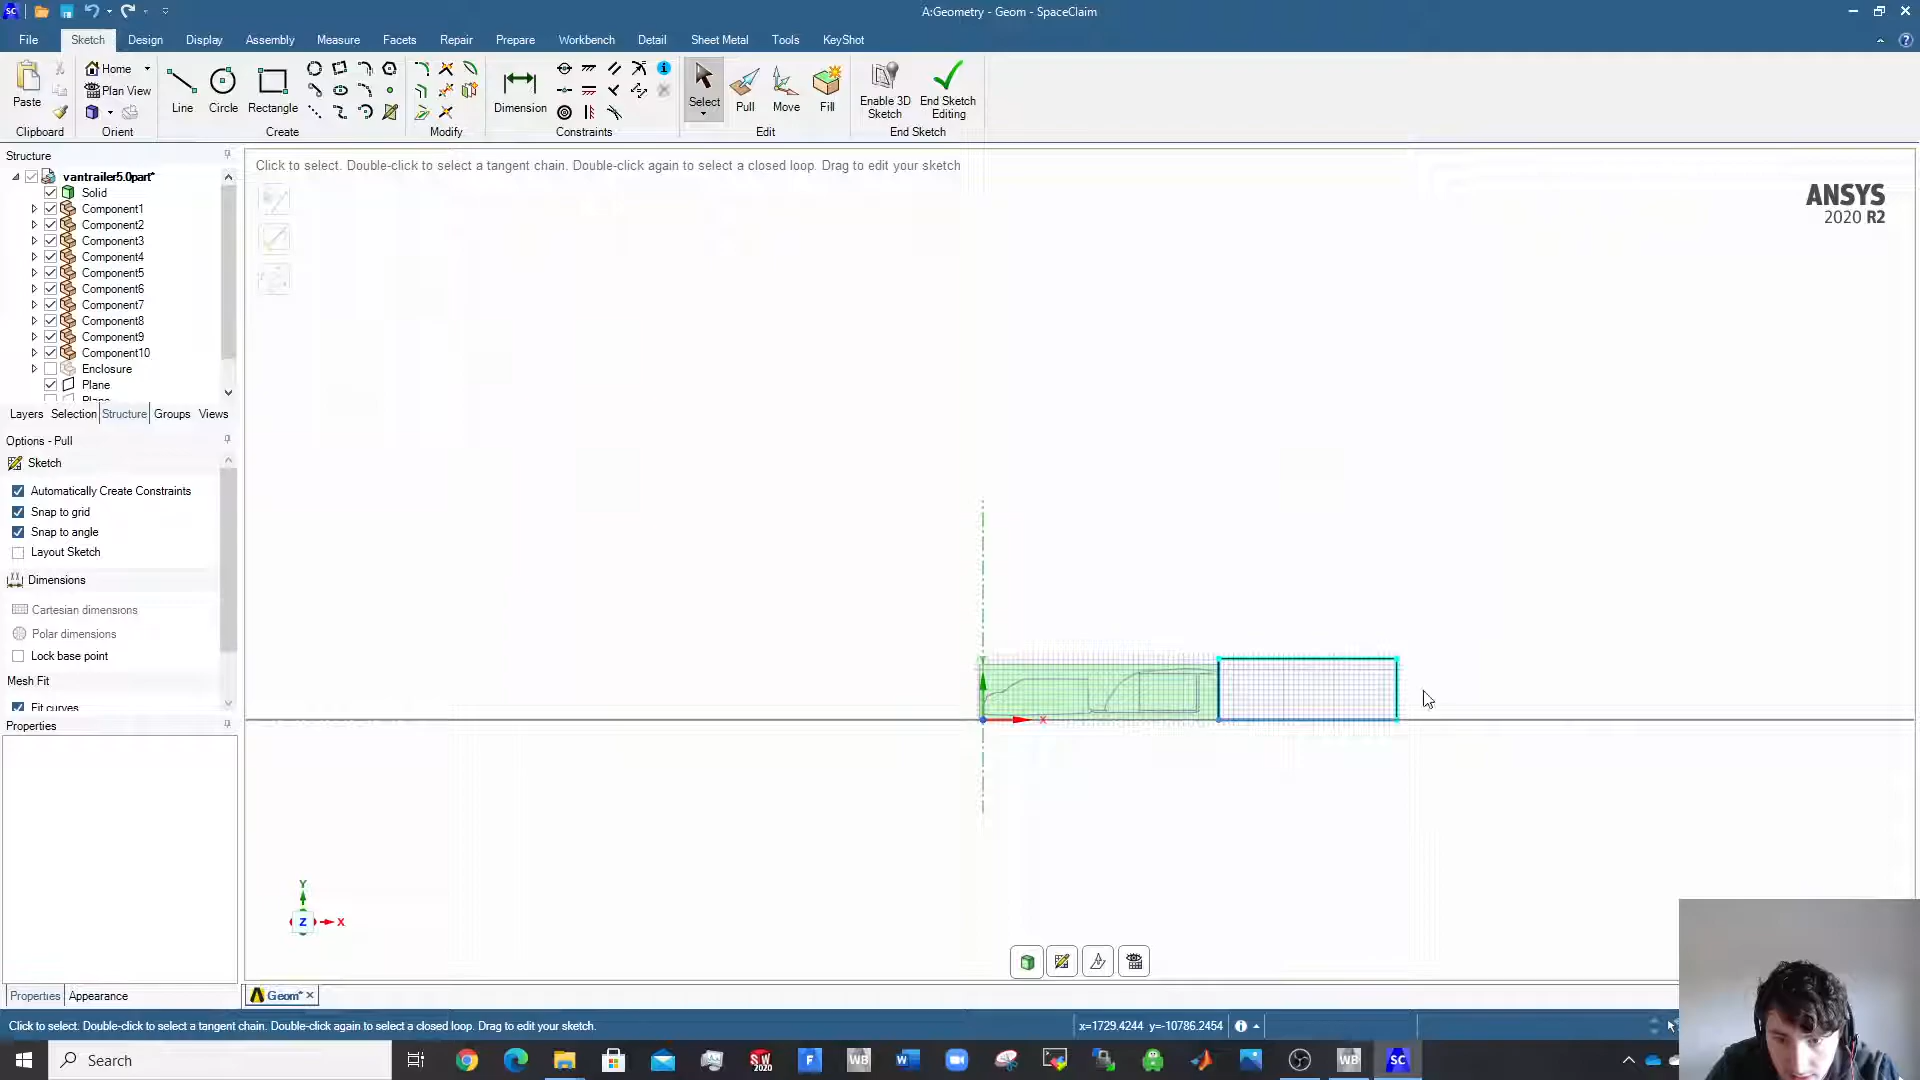 A:Geometry - Geom - SpaceClaim
File Sketch Design Display Assembly Measure Facets Repair Prepare Workbench Detail Sheet Metal Tools KeyShot
Paste
Home
Plan View
Line Circle Rectangle
Dimension
Select Pull Move Fill
Enable 3D Sketch
End Sketch Editing
Clipboard Orient Create Modify Constraints Edit End Sketch
Structure
vantrailer5.0part*
Solid
Component1
Component2
Component3
Component4
Component5
Component6
Component7
Component8
Component9
Component10
Enclosure
Plane
Plane
Layers Selection Structure Groups Views
Options - Pull
Sketch
Automatically Create Constraints
Snap to grid
Snap to angle
Layout Sketch
Dimensions
Cartesian dimensions
Polar dimensions
Lock base point
Mesh Fit
Fit curves
Properties
Properties Appearance
Click to select. Double-click to select a tangent chain. Double-click again to select a closed loop. Drag to edit your sketch
ANSYS
2020 R2
X
Y
Z X
Geom*
Click to select. Double-click to select a tangent chain. Double-click again to select a closed loop. Drag to edit your sketch.
x=1729.4244 y=-10786.2454
Search
SW
2020
F
WB
WB
SC